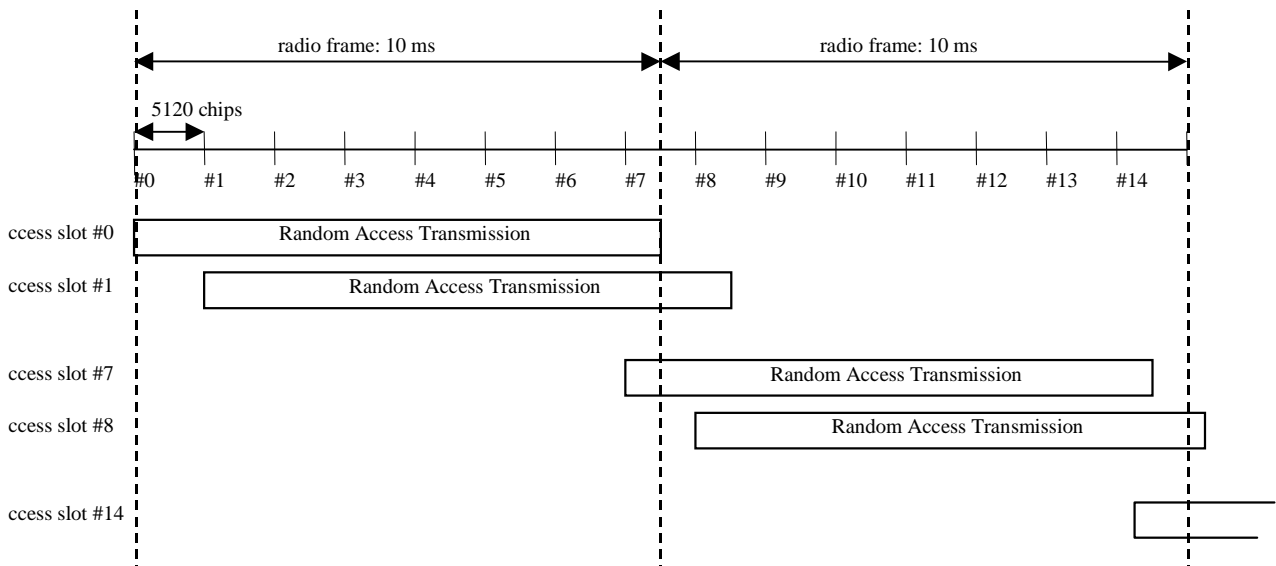 radio frame: 10 ms radio frame: 10 ms
5120 chips
#0 #1 #2 #3 #4 #5 #6 #7 #8 #9 #10 #11 #12 #13 #14
ccess slot #0 Random Access Transmission
ccess slot #1 Random Access Transmission
ccess slot #7 Random Access Transmission
ccess slot #8 Random Access Transmission
ccess slot #14